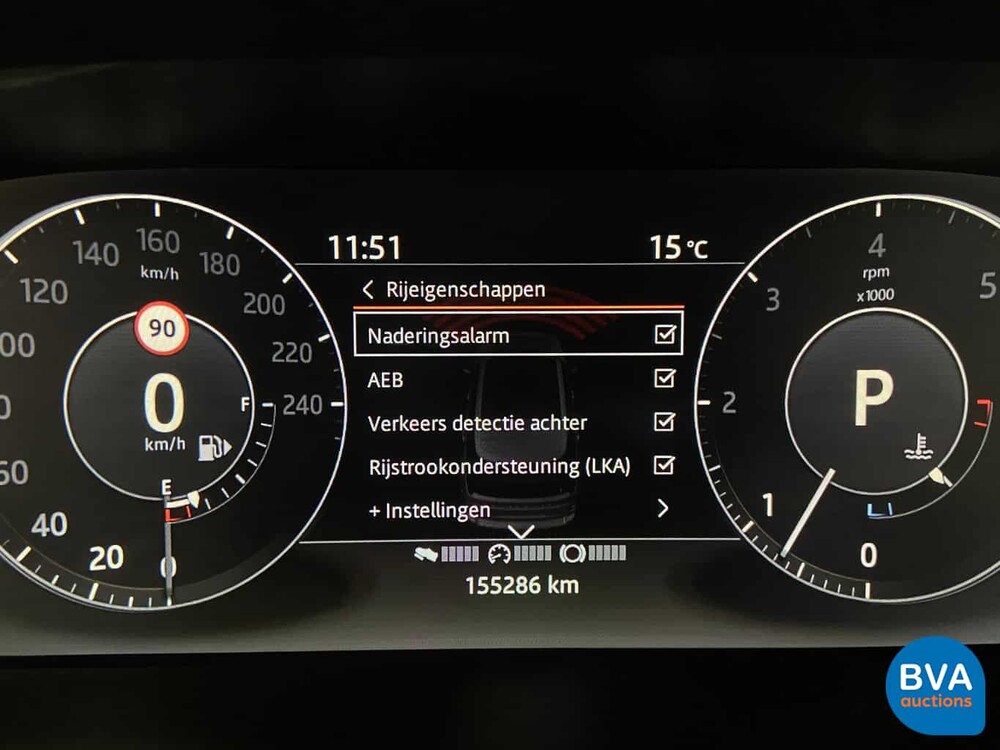 11:51
15 °C
Rijeigenschappen
Naderingsalarm
AEB
Verkeers detectie achter
Rijstrookondersteuning (LKA)
+ Instellingen
155286 km
0
20
40
120
140
160
180
200
220
240
km/h
90
0
km/h
F
E
0
1
2
3
4
5
rpm
x1000
P
BVA
auctions